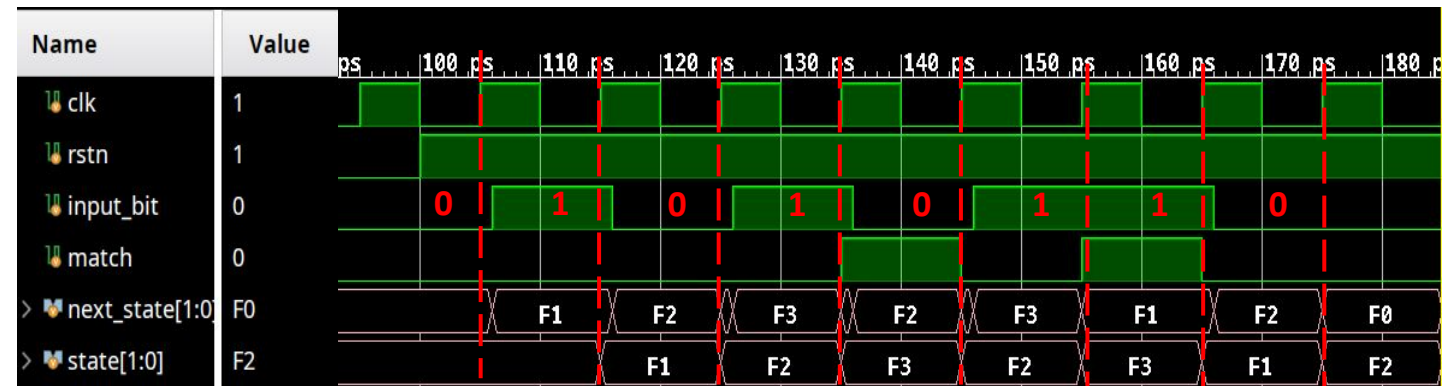 Name Value
ps 100 ps 110 ps 120 ps 130 ps 140 ps 150 ps 160 ps 170 ps 180 p
clk 1
rstn 1
input_bit 0 0 1 0 1 0 1 1 0
match 0
> next_state[1:0] F0 F1 F2 F3 F2 F3 F1 F2 F0
> state[1:0] F2 F1 F2 F3 F2 F3 F1 F2